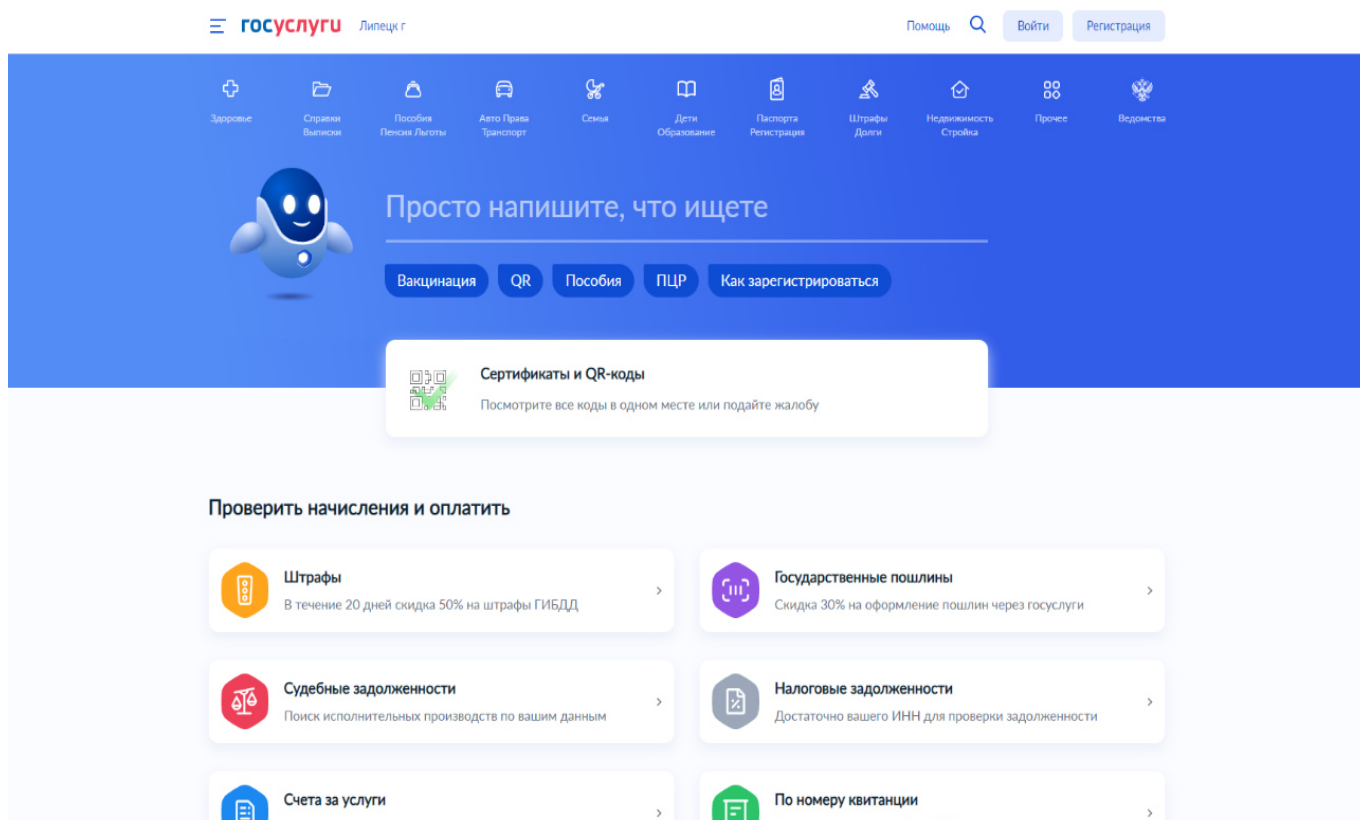 госуслуги Липецк г Помощь Войти Регистрация
Здоровье Справки Пособия Авто Права Семья Дети Паспорта Штрафы Недвижимость Прочее Ведомства
Выписки Пенсия Льготы Транспорт Образование Регистрация Долги Стройка
Просто напишите, что ищете
Вакцинация QR Пособия ПЦР Как зарегистрироваться
Сертификаты и QR-коды
Посмотрите все коды в одном месте или подайте жалобу
Проверить начисления и оплатить
Штрафы
В течение 20 дней скидка 50% на штрафы ГИБДД
Государственные пошлины
Скидка 30% на оформление пошлин через госуслуги
Судебные задолженности
Поиск исполнительных производств по вашим данным
Налоговые задолженности
Достаточно вашего ИНН для проверки задолженности
Счета за услуги
По номеру квитанции